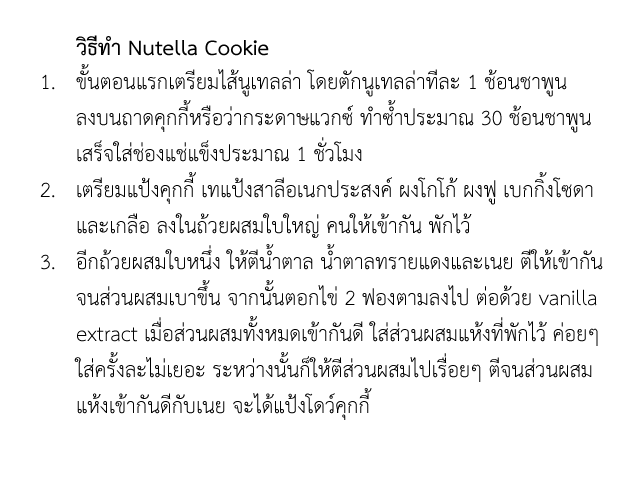 วิธีทำ Nutella Cookie
1. ขั้นตอนแรกเตรียมไส้นูเทลล่า โดยตักนูเทลล่าทีละ 1 ช้อนชาพูน
ลงบนถาดคุกกี้หรือว่ากระดาษแวกซ์ ทำซ้ำประมาณ 30 ช้อนชาพูน
เสร็จใส่ช่องแช่แข็งประมาณ 1 ชั่วโมง
2. เตรียมแป้งคุกกี้ เทแป้งสาลีอเนกประสงค์ ผงโกโก้ ผงฟู เบกกิ้งโซดา
และเกลือ ลงในถ้วยผสมใบใหญ่ คนให้เข้ากัน พักไว้
3. อีกถ้วยผสมใบหนึ่ง ให้ตีน้ำตาล น้ำตาลทรายแดงและเนย ตีให้เข้ากัน
จนส่วนผสมเบาขึ้น จากนั้นตอกไข่ 2 ฟองตามลงไป ต่อด้วย vanilla
extract เมื่อส่วนผสมทั้งหมดเข้ากันดี ใส่ส่วนผสมแห้งที่พักไว้ ค่อยๆ
ใส่ครั้งละไม่เยอะ ระหว่างนั้นก็ให้ตีส่วนผสมไปเรื่อยๆ ตีจนส่วนผสม
แห้งเข้ากันดีกับเนย จะได้แป้งโดว์คุกกี้